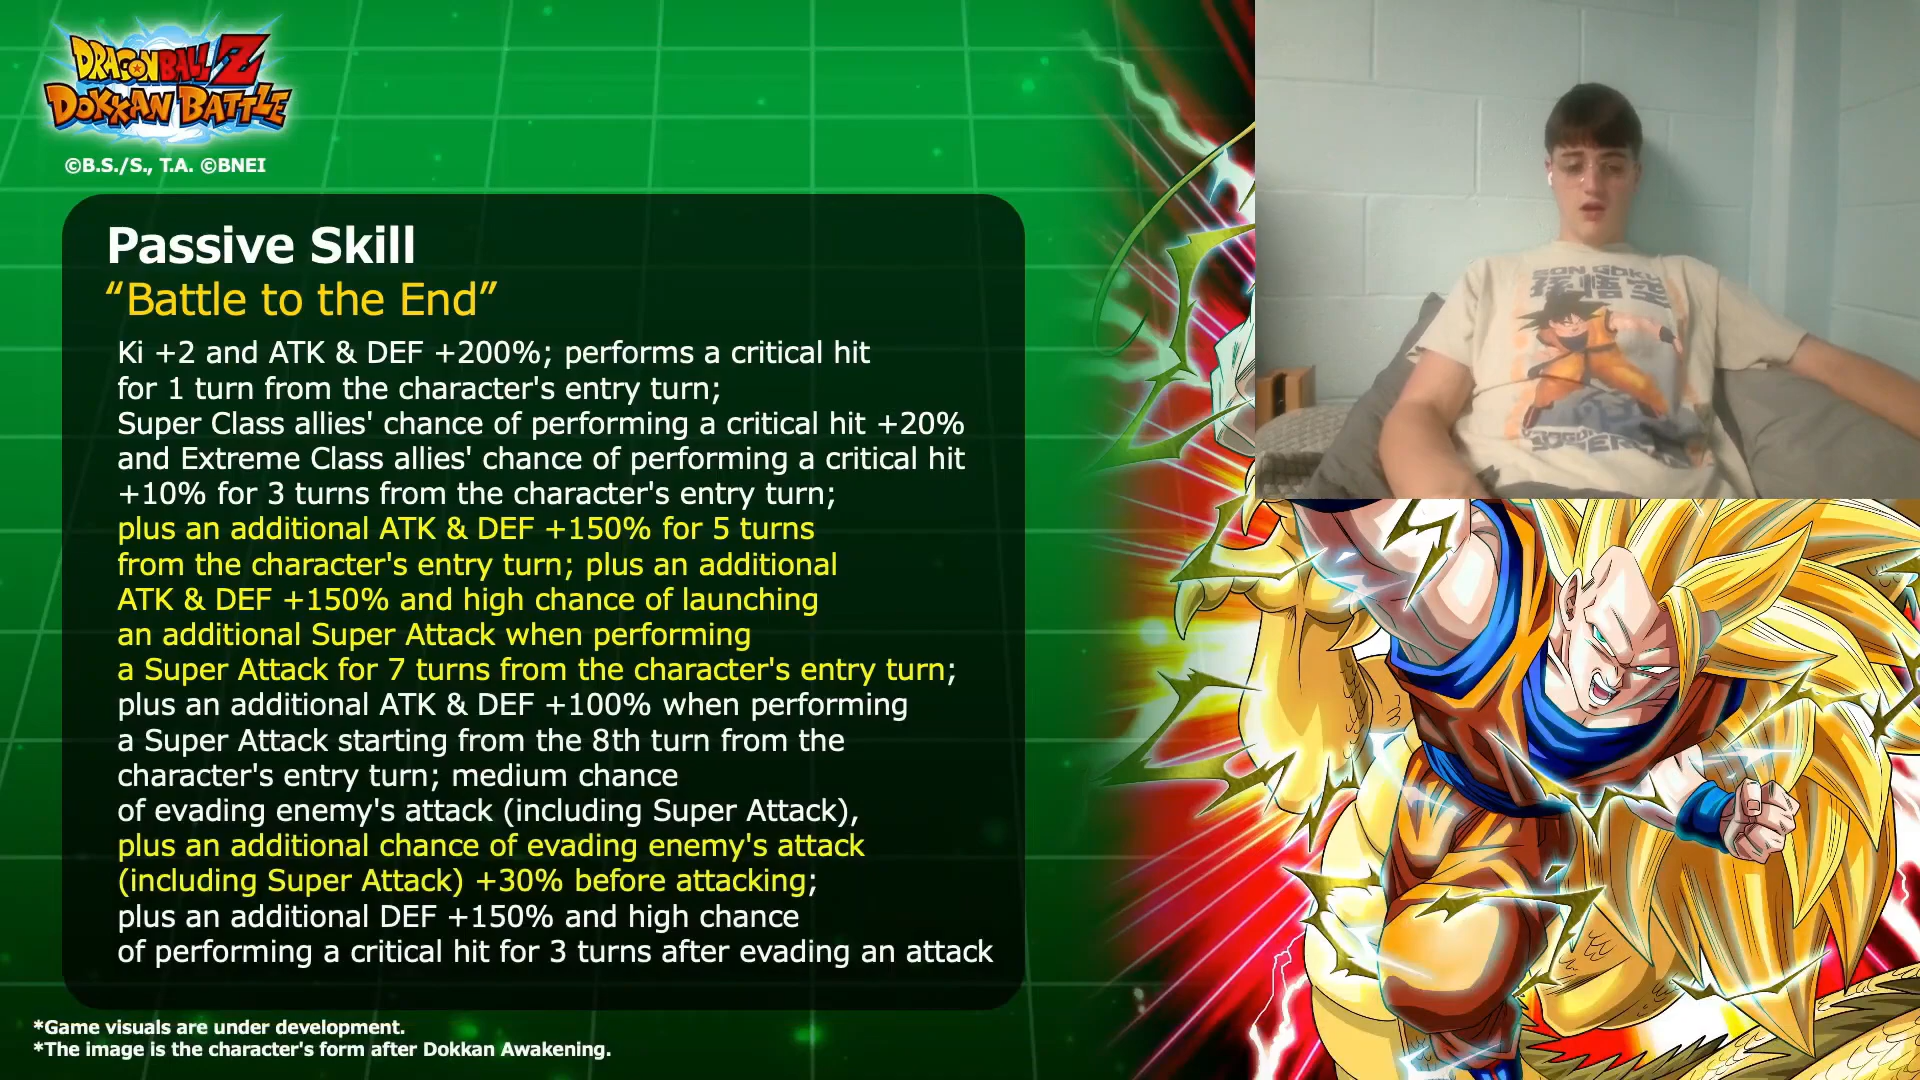 DRAGONBALL Z
DOKKAN BATTLE
©B.S./S., T.A. ©BNEI
Passive Skill
“Battle to the End”
Ki +2 and ATK & DEF +200%; performs a critical hit
for 1 turn from the character's entry turn;
Super Class allies' chance of performing a critical hit +20%
and Extreme Class allies' chance of performing a critical hit
+10% for 3 turns from the character's entry turn;
plus an additional ATK & DEF +150% for 5 turns
from the character's entry turn; plus an additional
ATK & DEF +150% and high chance of launching
an additional Super Attack when performing
a Super Attack for 7 turns from the character's entry turn;
plus an additional ATK & DEF +100% when performing
a Super Attack starting from the 8th turn from the
character's entry turn; medium chance
of evading enemy's attack (including Super Attack),
plus an additional chance of evading enemy's attack
(including Super Attack) +30% before attacking;
plus an additional DEF +150% and high chance
of performing a critical hit for 3 turns after evading an attack
*Game visuals are under development.
*The image is the character's form after Dokkan Awakening.
SON GOKU
孫悟空